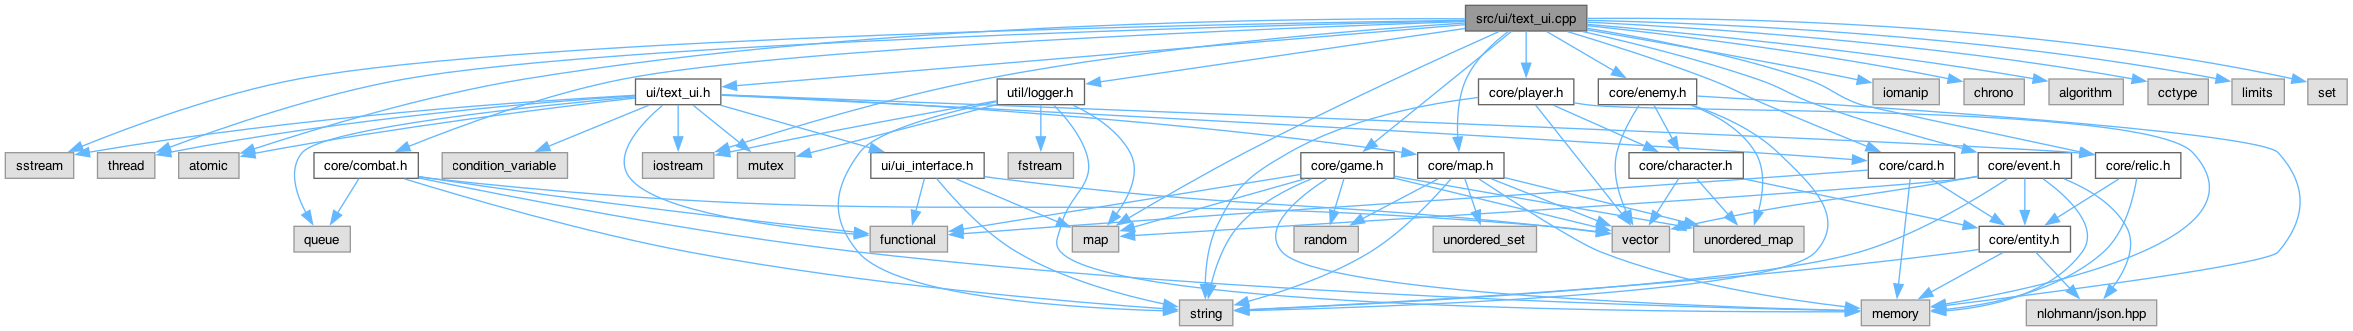 src/ui/text_ui.cpp
ui/text_ui.h
util/logger.h
core/player.h
core/enemy.h
iomanip
chrono
algorithm
cctype
limits
set
sstream
thread
atomic
core/combat.h
condition_variable
iostream
mutex
ui/ui_interface.h
fstream
core/game.h
core/map.h
core/character.h
core/card.h
core/event.h
core/relic.h
queue
functional
map
random
unordered_set
vector
unordered_map
core/entity.h
string
memory
nlohmann/json.hpp